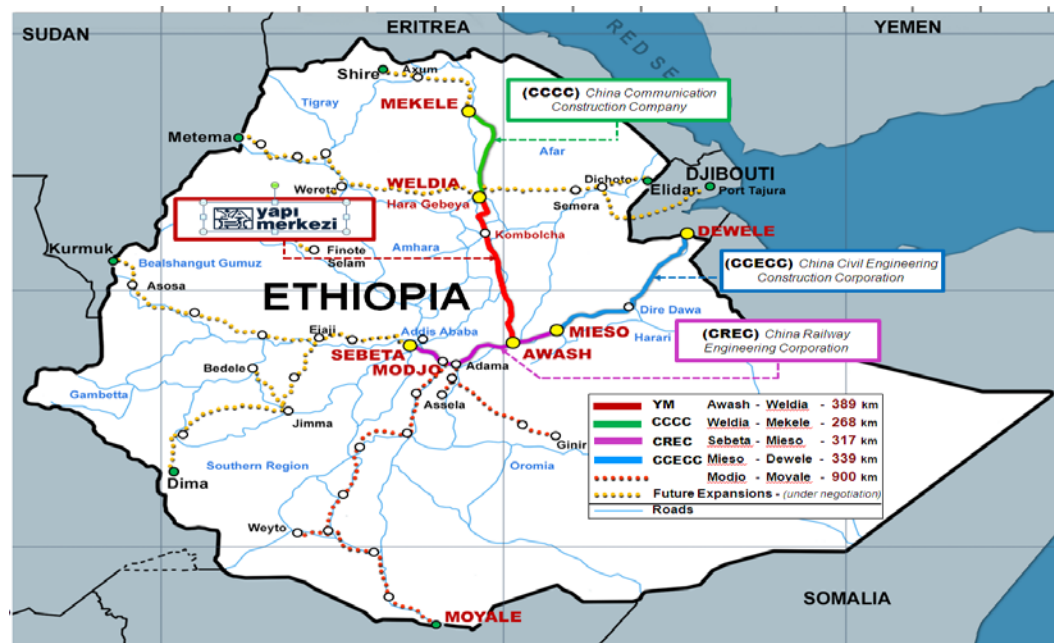 SUDAN
ERITREA
YEMEN
RED SE
Shire
Axum
MEKELE
(CCCC) China Communication
Construction Company
Tigray
Metema
Afar
Wereta
WELDIA
Hara Gebeya
Dichoto
Elidar
Semera
DJIBOUTI
Port Tajura
yapı
merkezi
Kombolcha
DEWELE
Kurmuk
Finote
Selam
Amhara
Bealshangut Gumuz
Asosa
(CCECC) China Civil Engineering
Construction Corporation
ETHIOPIA
Dire Dawa
Ejaji
Addis Ababa
MIESO
Harari
(CREC) China Railway
Engineering Corporation
SEBETA
AWASH
MODJO
Adama
Bedele
Gambetta
Assela
Jimma
Ginir
Southern Region
Oromia
Dima
Weyto
YM Awash - Weldia - 389 km
CCCC Weldia - Mekele - 268 km
CREC Sebeta - Mieso - 317 km
CCECC Mieso - Dewele - 339 km
Modjo - Moyale - 900 km
Future Expansions - (under negotiation)
Roads
SOMALIA
MOYALE